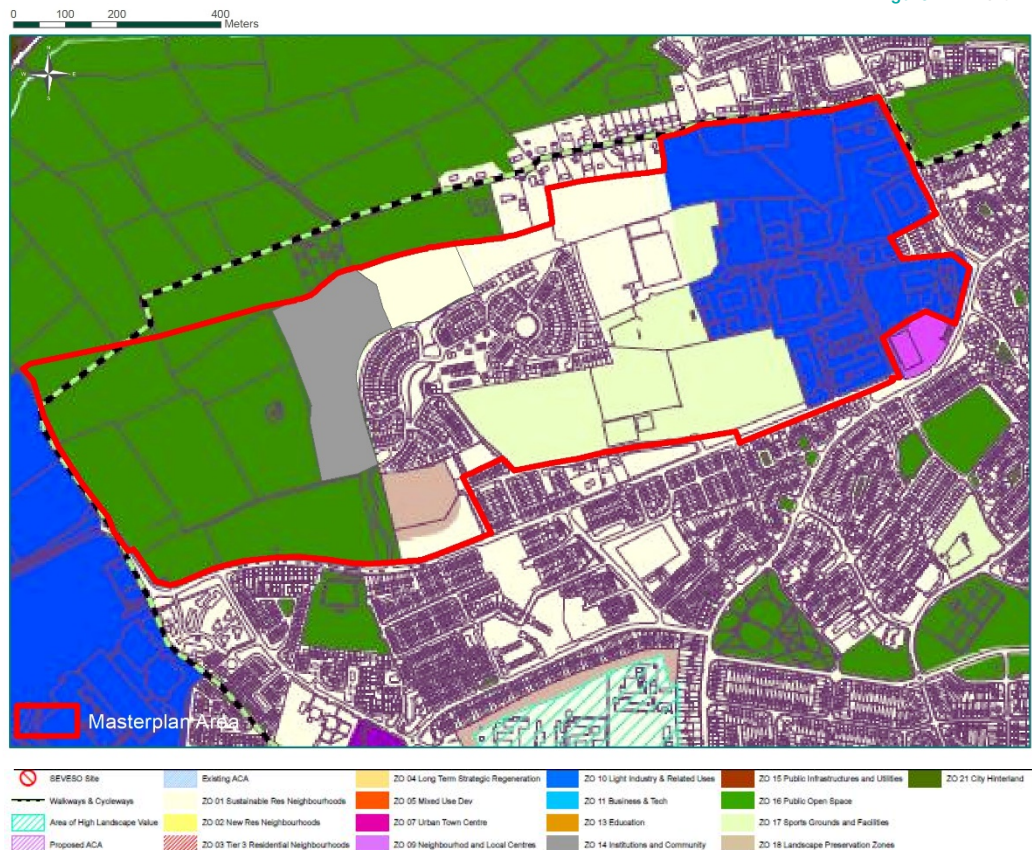 0 100 200 400
Meters
Masterplan Area
SEVESO Site
Existing ACA
ZO 04 Long Term Strategic Regeneration
ZO 10 Light Industry & Related Uses
ZO 15 Public Infrastructures and Utilities
ZO 21 City Hinterland
Walkways & Cycleways
ZO 01 Sustainable Res Neighbourhoods
ZO 05 Mixed Use Dev
ZO 11 Business & Tech
ZO 16 Public Open Space
Area of High Landscape Value
ZO 02 New Res Neighbourhoods
ZO 07 Urban Town Centre
ZO 13 Education
ZO 17 Sports Grounds and Facilities
Proposed ACA
ZO 03 Tier 3 Residential Neighbourhoods
ZO 09 Neighbourhod and Local Centres
ZO 14 Institutions and Community
ZO 18 Landscape Preservation Zones